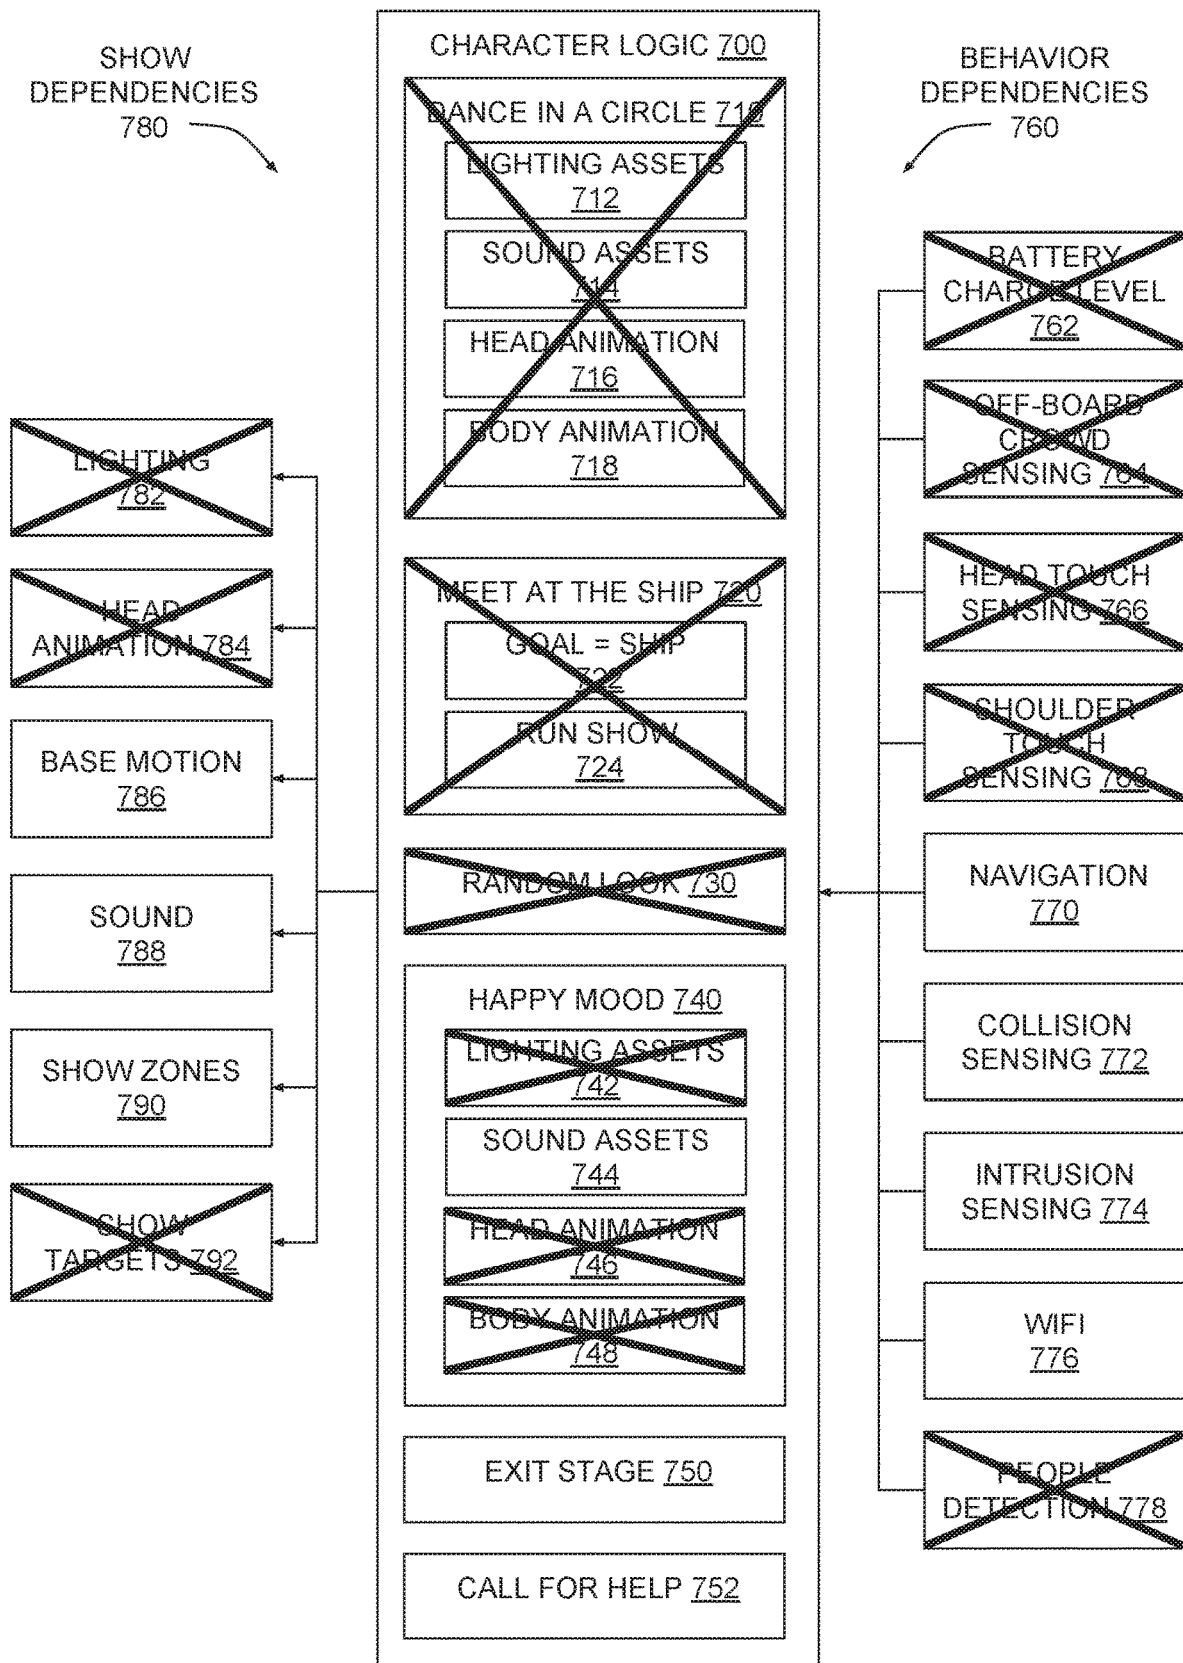 SHOW
DEPENDENCIES
780
CHARACTER LOGIC 700
DANCE IN A CIRCLE 710
LIGHTING ASSETS
712
SOUND ASSETS
714
HEAD ANIMATION
716
BODY ANIMATION
718
MEET AT THE SHIP 720
GOAL = SHIP
722
RUN SHOW
724
RANDOM LOOK 730
HAPPY MOOD 740
LIGHTING ASSETS
742
SOUND ASSETS
744
HEAD ANIMATION
746
BODY ANIMATION
748
EXIT STAGE 750
CALL FOR HELP 752
BEHAVIOR
DEPENDENCIES
760
BATTERY
CHARGE LEVEL
762
OFF-BOARD
CROWD
SENSING 764
HEAD TOUCH
SENSING 766
SHOULDER
TOUCH
SENSING 768
NAVIGATION
770
COLLISION
SENSING 772
INTRUSION
SENSING 774
WIFI
776
PEOPLE
DETECTION 778
LIGHTING
782
HEAD
ANIMATION 784
BASE MOTION
786
SOUND
788
SHOW ZONES
790
SHOW
TARGETS 792